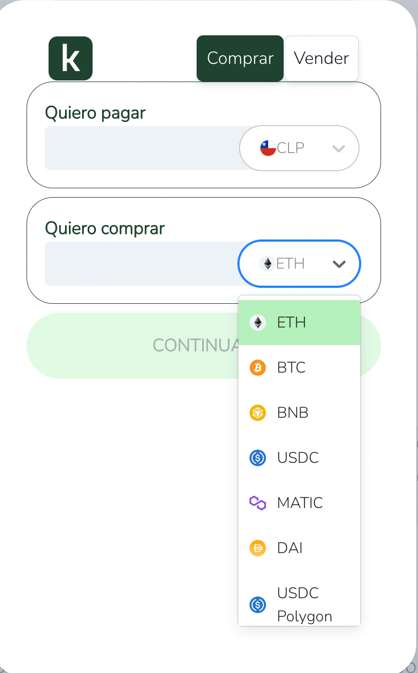 k
Comprar
Vender
Quiero pagar
CLP
Quiero comprar
ETH
ETH
CONTINUA
BTC
BNB
USDC
MATIC
DAI
USDC
Polygon